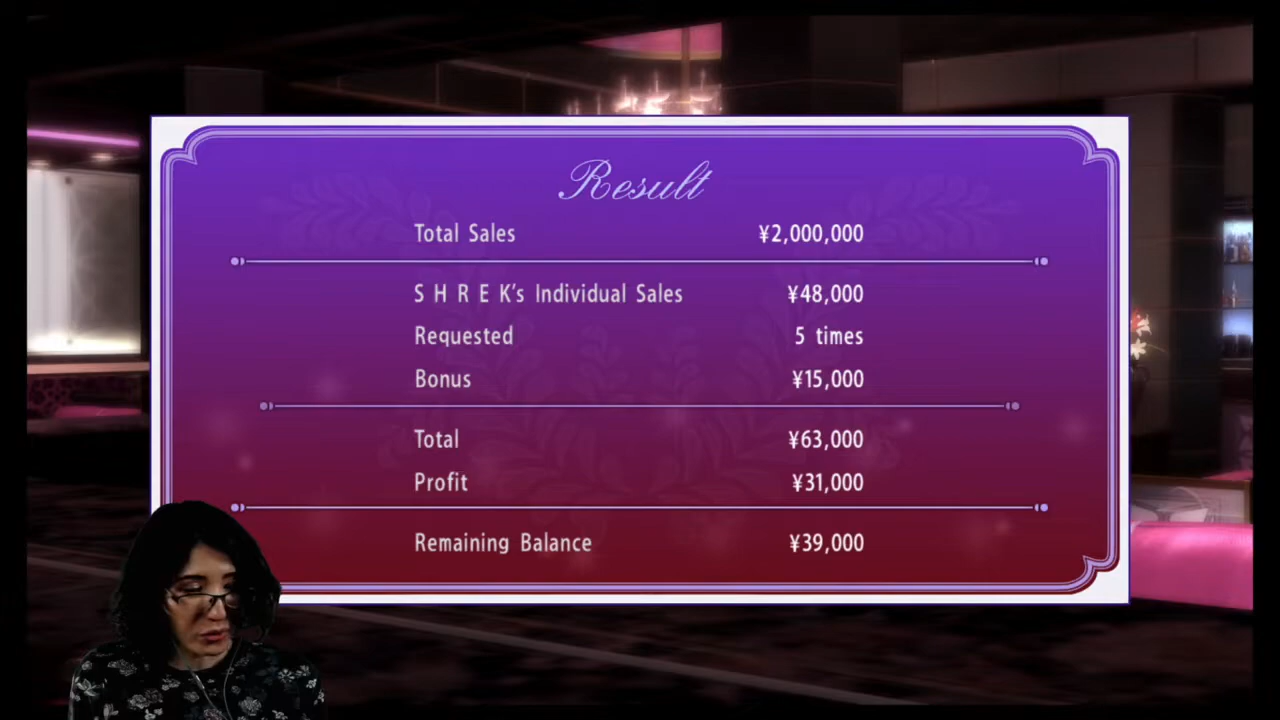 Result
Total Sales ¥2,000,000
S H R E K's Individual Sales ¥48,000
Requested 5 times
Bonus ¥15,000
Total ¥63,000
Profit ¥31,000
Remaining Balance ¥39,000